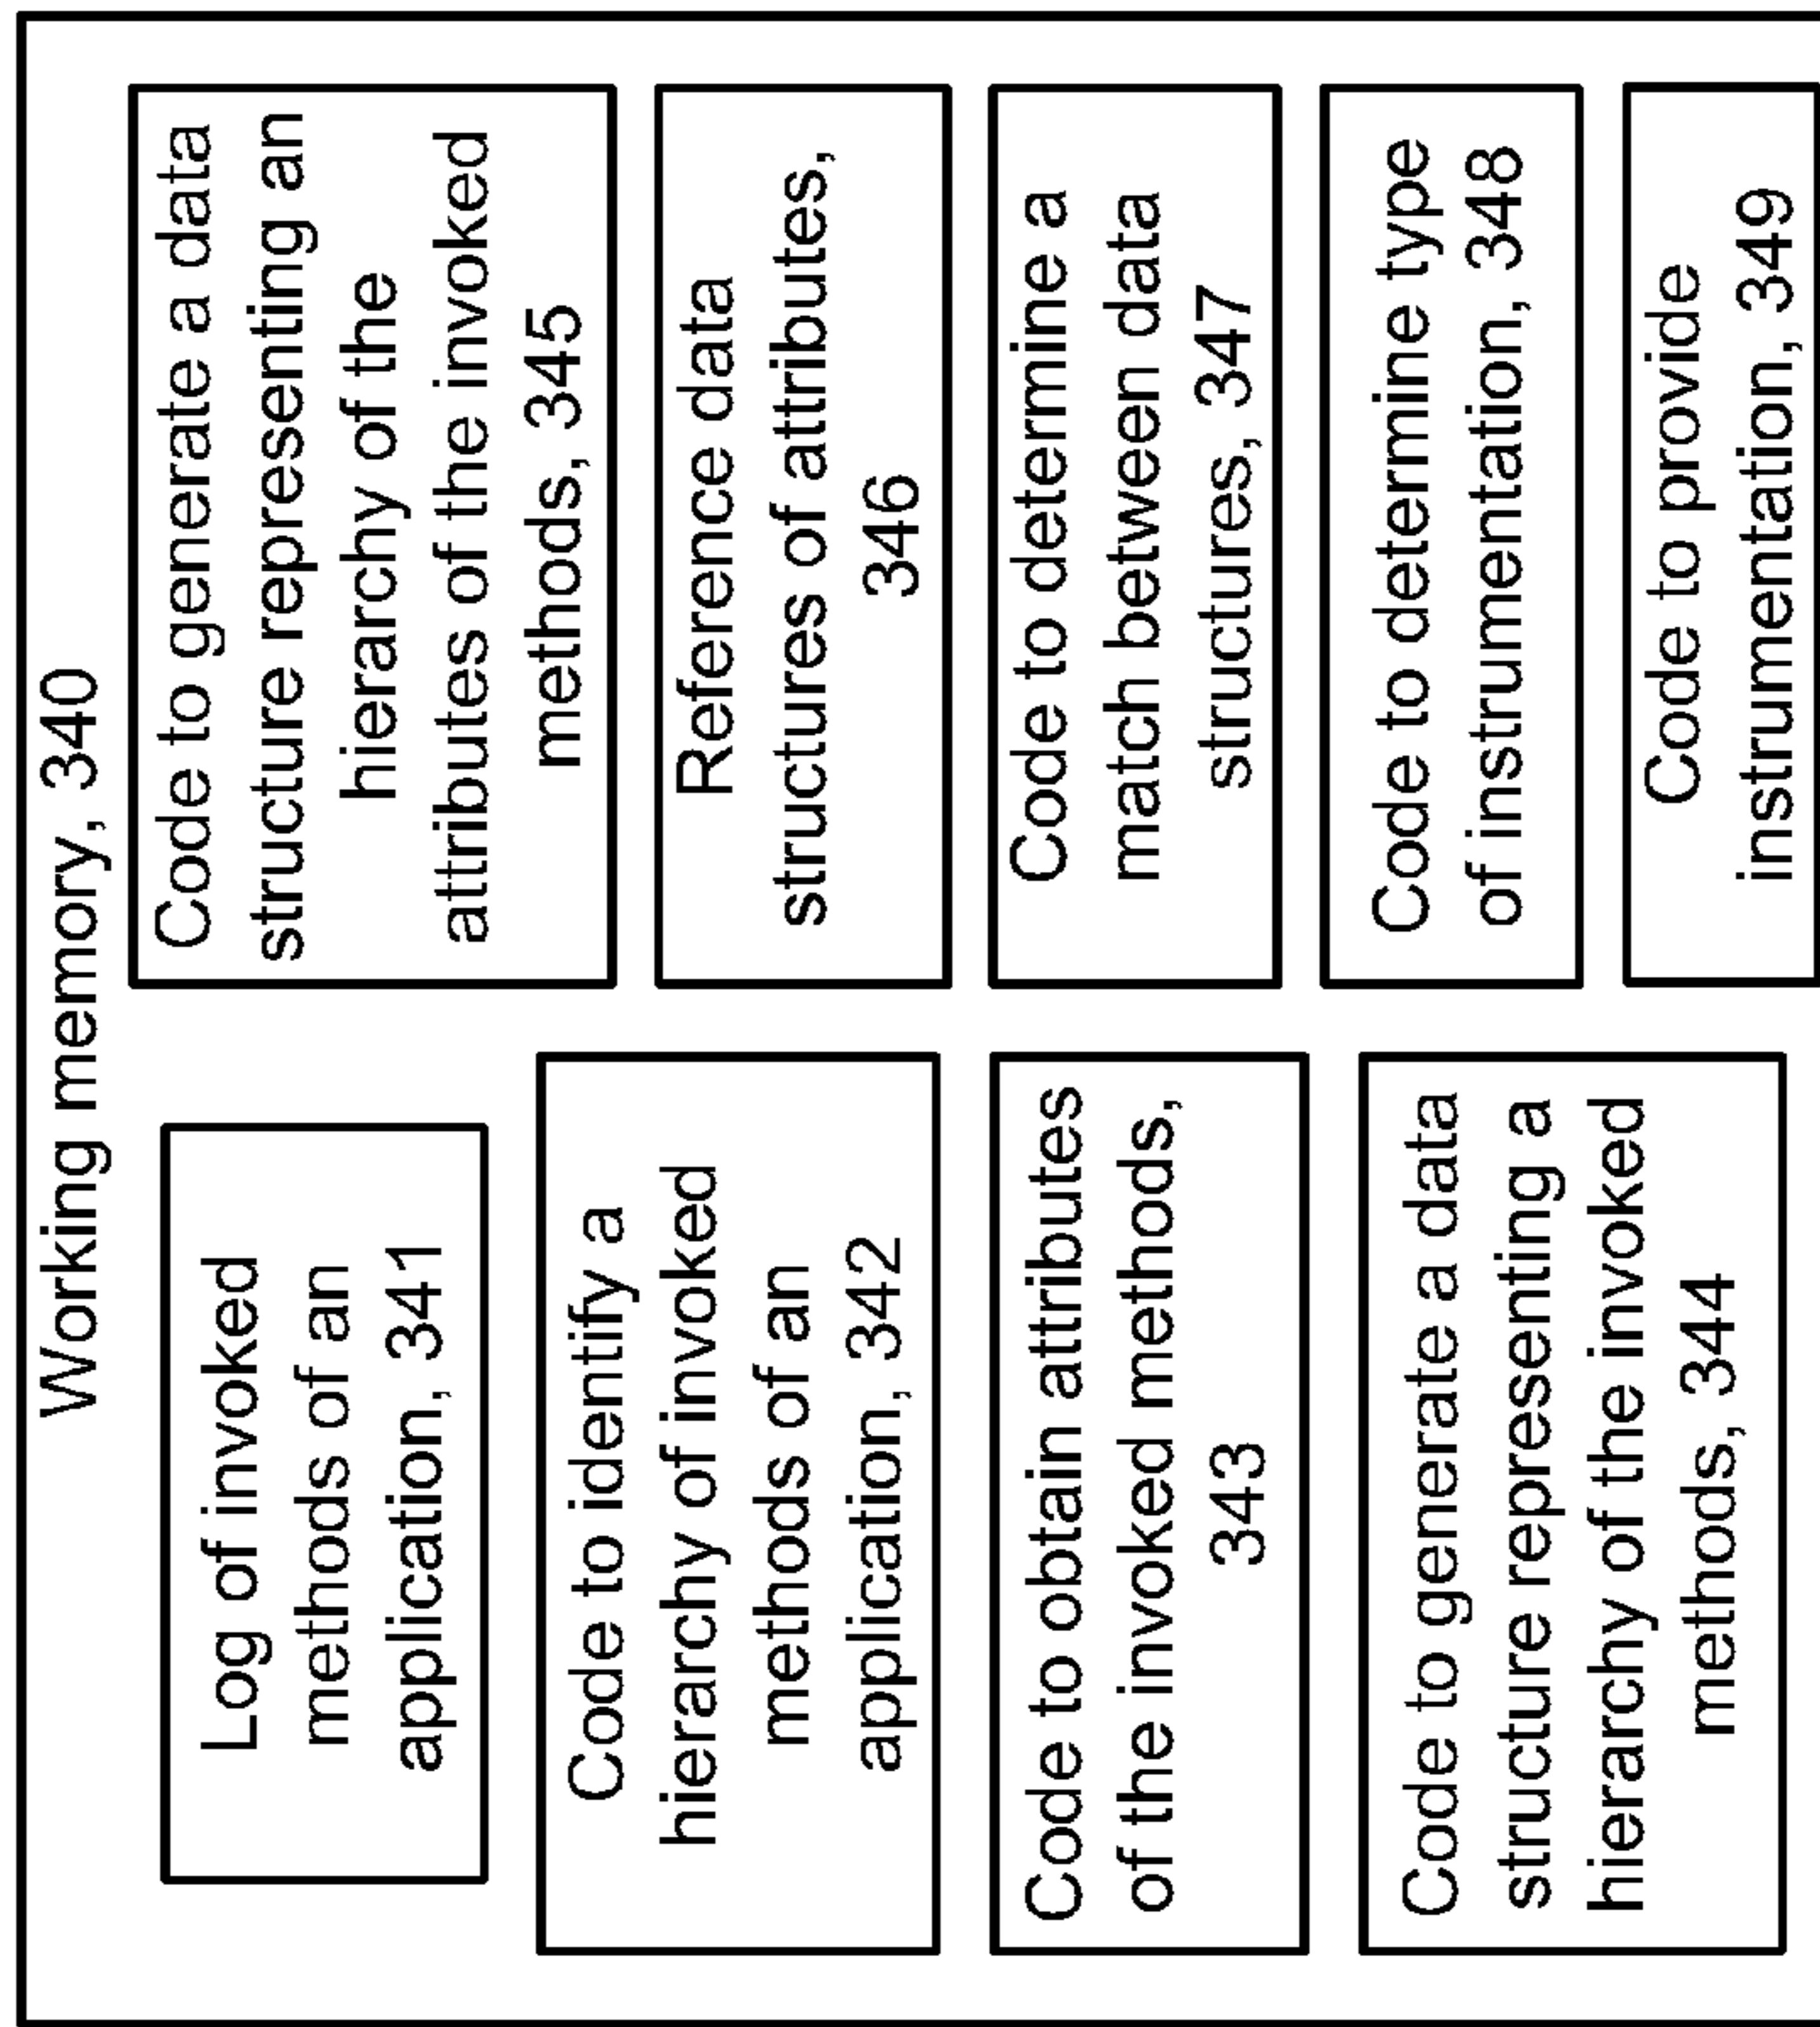 Working memory, 340
Log of invoked
methods of an
application, 341
Code to identify a
hierarchy of invoked
methods of an
application, 342
Code to obtain attributes
of the invoked methods,
343
Code to generate a data
structure representing a
hierarchy of the invoked
methods, 344
Code to generate a data
structure representing an
hierarchy of the
attributes of the invoked
methods, 345
Reference data
structures of attributes,
346
Code to determine a
match between data
structures, 347
Code to determine type
of instrumentation, 348
Code to provide
instrumentation, 349